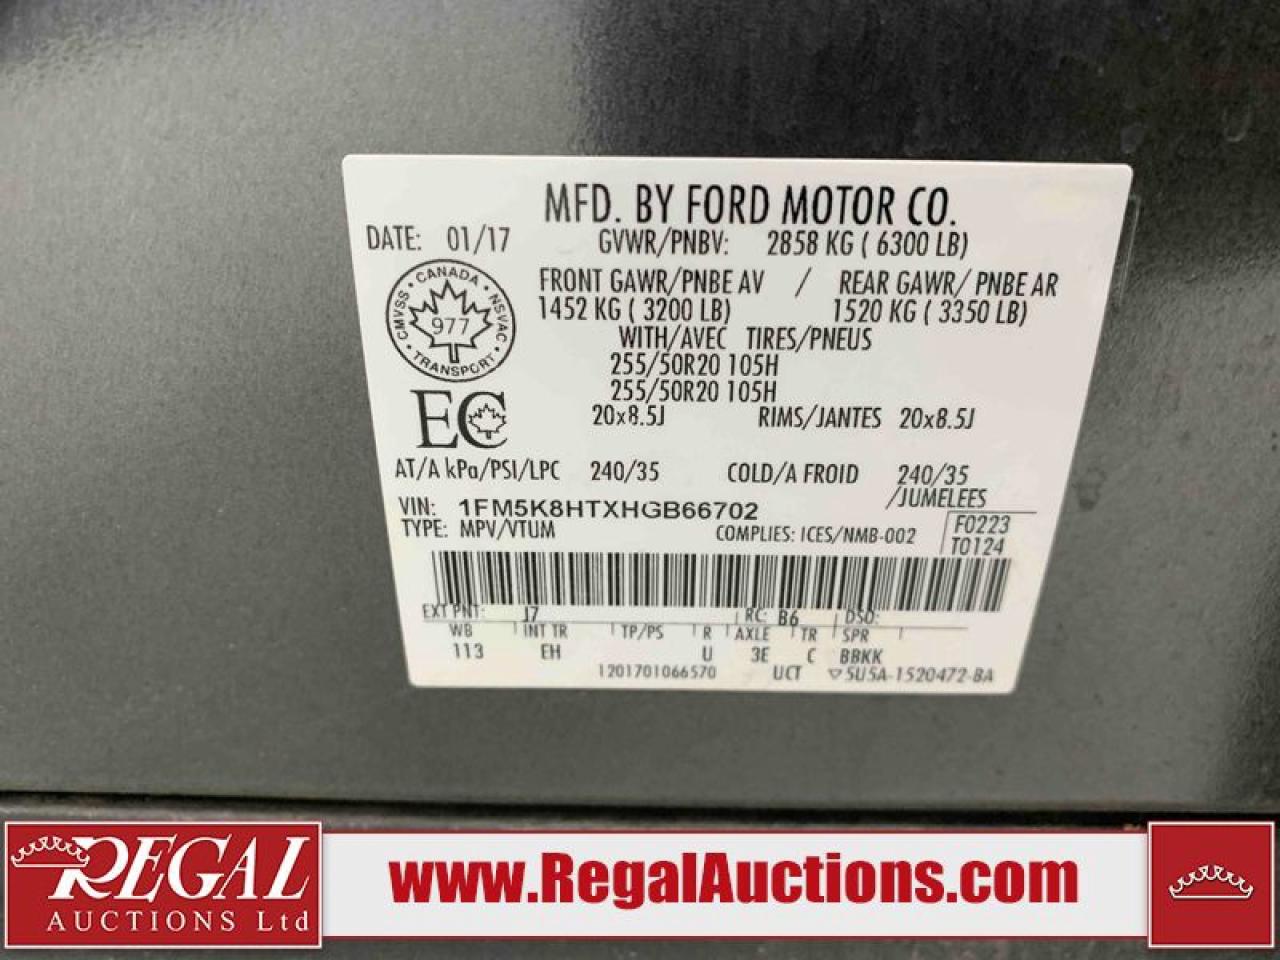 MFD. BY FORD MOTOR CO.
DATE: 01/17 GVWR/PNBV: 2858 KG ( 6300 LB)
FRONT GAWR/PNBE AV / REAR GAWR/ PNBE AR
1452 KG ( 3200 LB) 1520 KG ( 3350 LB)
WITH/AVEC TIRES/PNEUS
255/50R20 105H
255/50R20 105H
20x8.5J RIMS/JANTES 20x8.5J
CANADA
CMVSS NSVAC
977
TRANSPORT
EC
AT/A kPa/PSI/LPC 240/35 COLD/A FROID 240/35
/JUMELEES
VIN: 1FM5K8HTXHGB66702
TYPE: MPV/VTUM COMPLIES: ICES/NMB-002
F0223
T0124
EXT PNT: J7 RC: B6 DSO:
WB INT TR TP/PS R AXLE TR SPR
113 EH U 3E C BBKK
1201701066570 UCT ▽5U5A-1520472-BA
REGAL
AUCTIONS Ltd
www.RegalAuctions.com